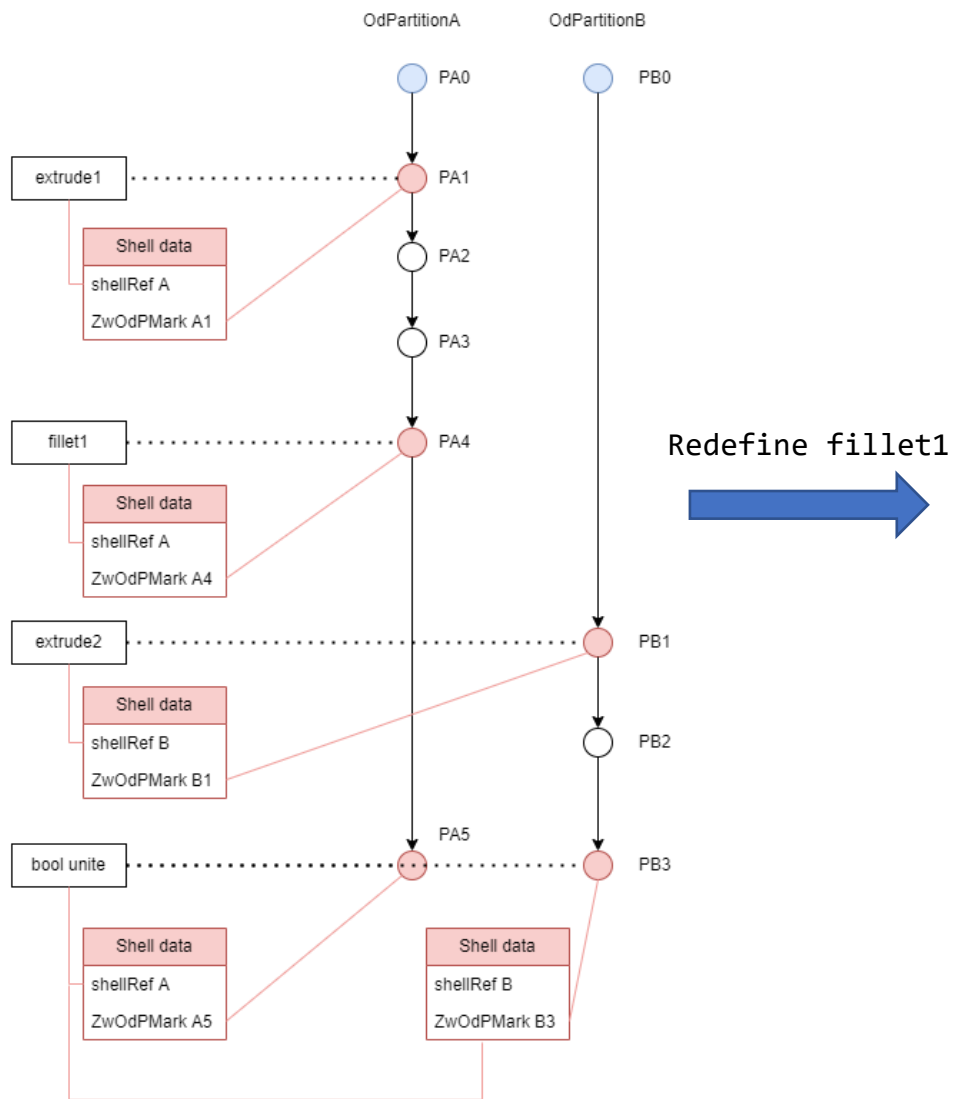 OdPartitionA
OdPartitionB
PA0
PB0
extrude1
PA1
Shell data
shellRef A
ZwOdPMark A1
PA2
PA3
fillet1
PA4
Redefine fillet1
Shell data
shellRef A
ZwOdPMark A4
extrude2
PB1
Shell data
shellRef B
ZwOdPMark B1
PB2
PA5
bool unite
PB3
Shell data
shellRef A
ZwOdPMark A5
Shell data
shellRef B
ZwOdPMark B3